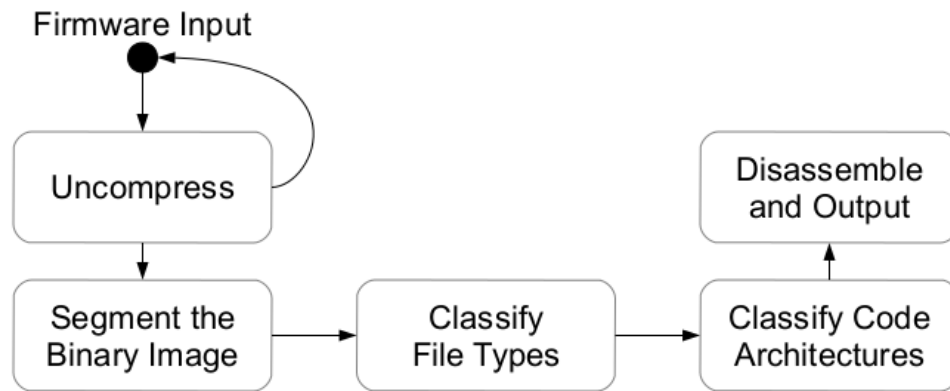 Firmware Input
Uncompress
Segment the
Binary Image
Classify
File Types
Classify Code
Architectures
Disassemble
and Output